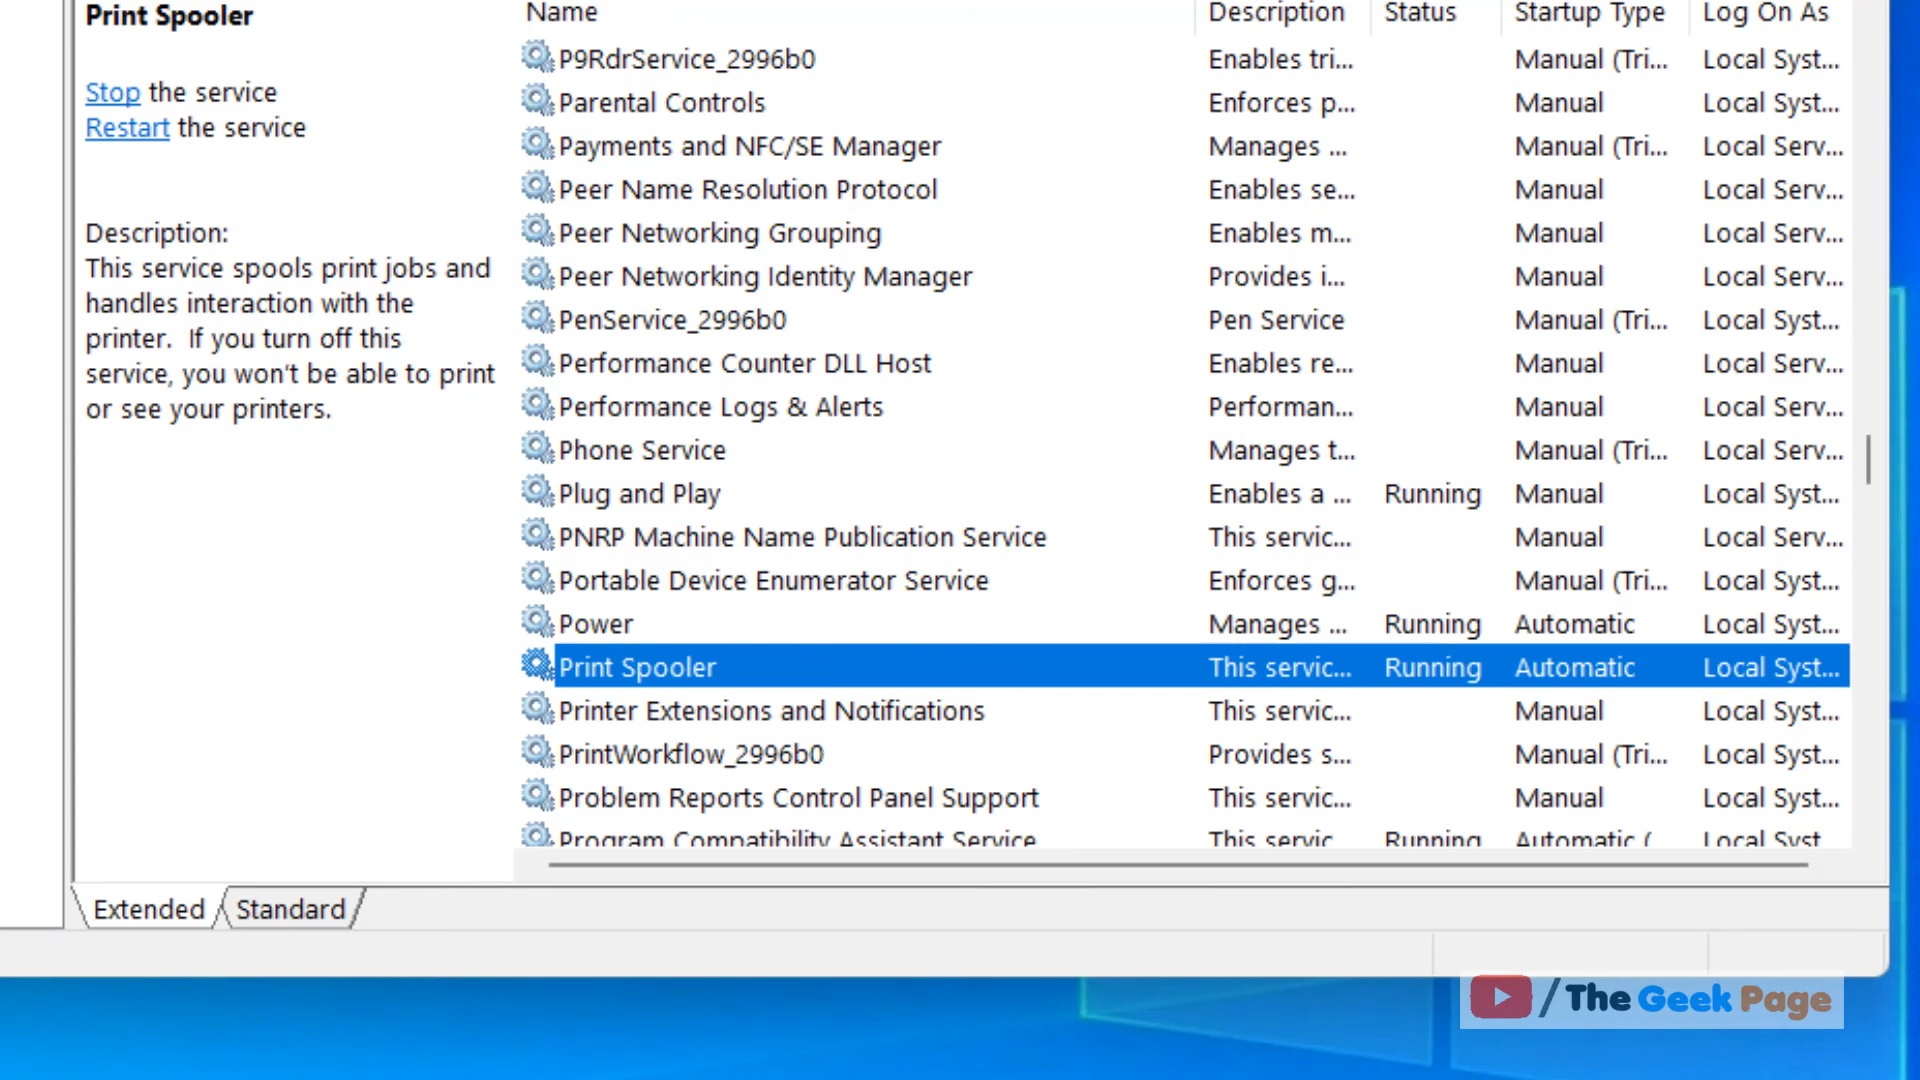 Print Spooler
Stop the service
Restart the service
Description:
This service spools print jobs and
handles interaction with the
printer. If you turn off this
service, you won't be able to print
or see your printers.
Name Description Status Startup Type Log On As
P9RdrService_2996b0 Enables tri... Manual (Tri... Local Syst...
Parental Controls Enforces p... Manual Local Syst...
Payments and NFC/SE Manager Manages ... Manual (Tri... Local Serv...
Peer Name Resolution Protocol Enables se... Manual Local Serv...
Peer Networking Grouping Enables m... Manual Local Serv...
Peer Networking Identity Manager Provides i... Manual Local Serv...
PenService_2996b0 Pen Service Manual (Tri... Local Syst...
Performance Counter DLL Host Enables re... Manual Local Serv...
Performance Logs & Alerts Performan... Manual Local Serv...
Phone Service Manages t... Manual (Tri... Local Serv...
Plug and Play Enables a ... Running Manual Local Syst...
PNRP Machine Name Publication Service This servic... Manual Local Serv...
Portable Device Enumerator Service Enforces g... Manual (Tri... Local Syst...
Power Manages ... Running Automatic Local Syst...
Print Spooler This servic... Running Automatic Local Syst...
Printer Extensions and Notifications This servic... Manual Local Syst...
PrintWorkflow_2996b0 Provides s... Manual (Tri... Local Syst...
Problem Reports Control Panel Support This servic... Manual Local Syst...
Program Compatibility Assistant Service This servic Running Automatic ( Local Syst
Extended Standard
/ The Geek Page